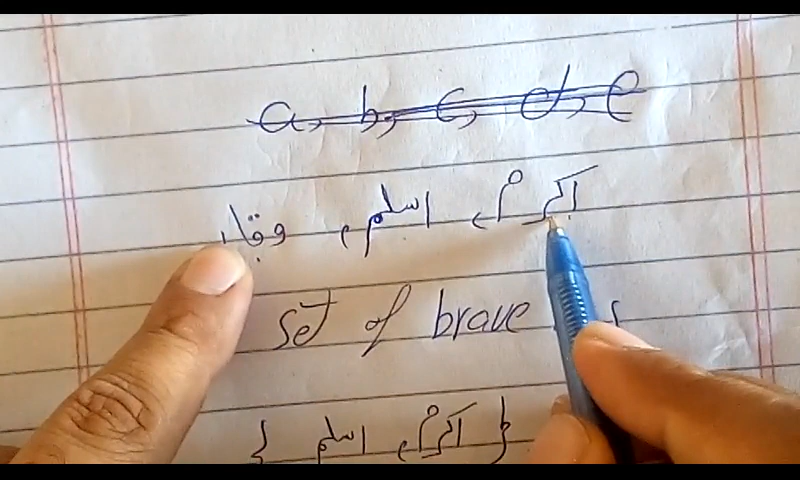 a, b, c, d, e
اکرم، اسلم، وقار
set of brave
{ اکرم، اسلم }